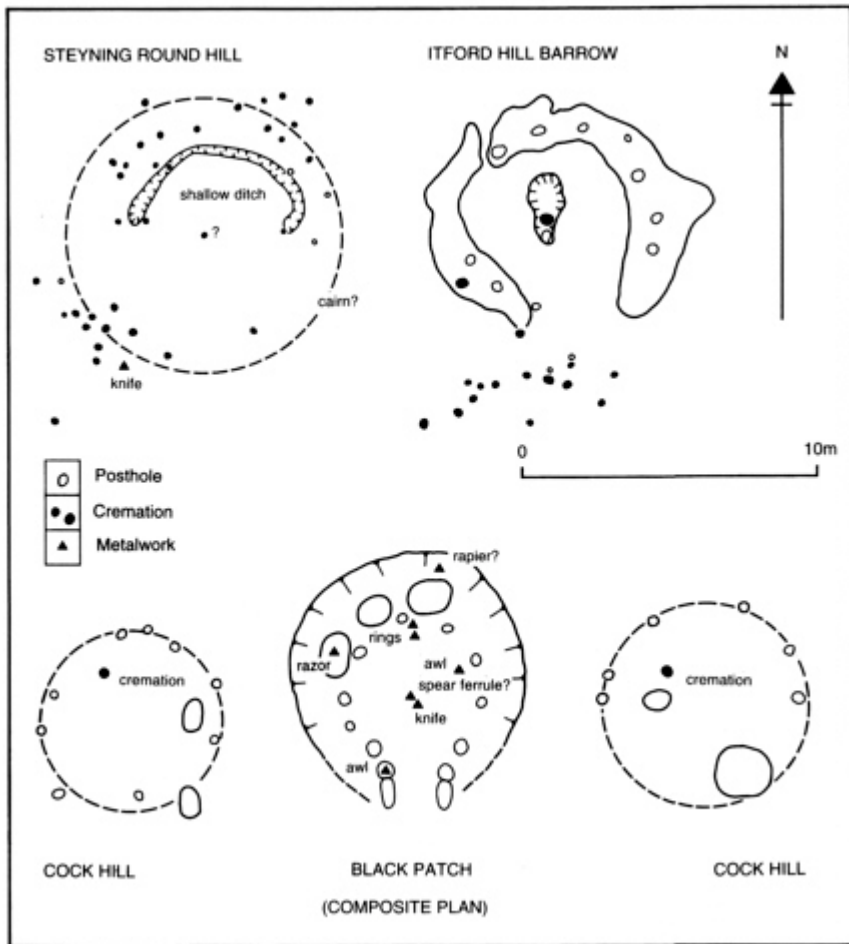 STEYNING ROUND HILL
ITFORD HILL BARROW
N
shallow ditch
?
cairn?
knife
0
10m
Posthole
Cremation
Metalwork
rapier?
rings
razor
awl
spear ferrule?
knife
awl
cremation
cremation
COCK HILL
BLACK PATCH
COCK HILL
(COMPOSITE PLAN)